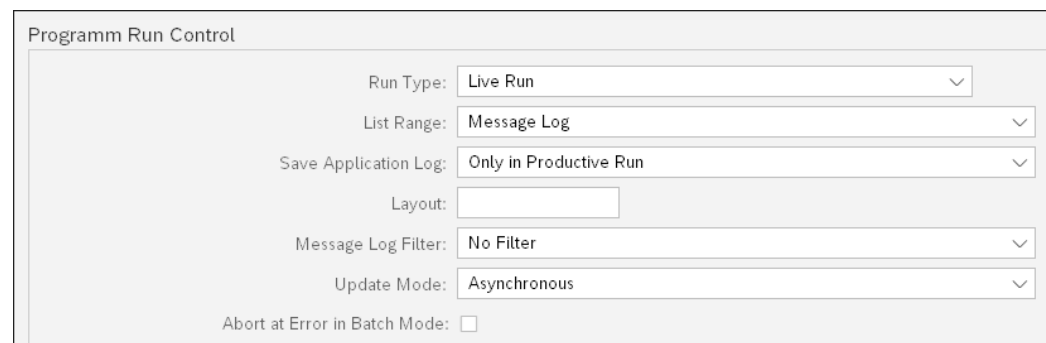 Programm Run Control
Run Type: Live Run
List Range: Message Log
Save Application Log: Only in Productive Run
Layout:
Message Log Filter: No Filter
Update Mode: Asynchronous
Abort at Error in Batch Mode: